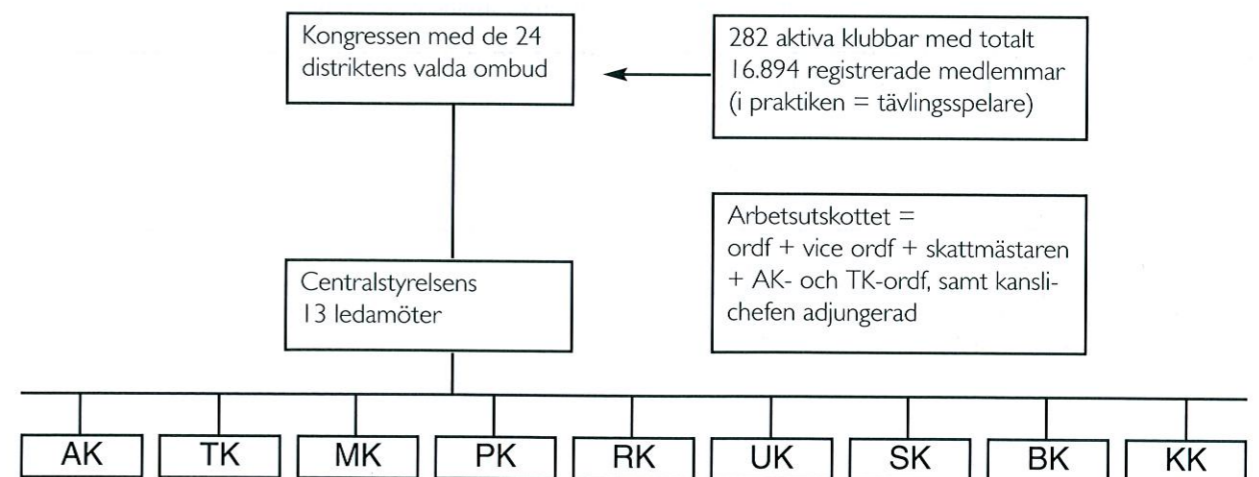 Kongressen med de 24
distriktens valda ombud
282 aktiva klubbar med totalt
16.894 registrerade medlemmar
(i praktiken = tävlingsspelare)
Arbetsutskottet =
ordf + vice ordf + skattmästaren
+ AK- och TK-ordf, samt kansli-
chefen adjungerad
Centralstyrelsens
13 ledamöter
AK TK MK PK RK UK SK BK KK